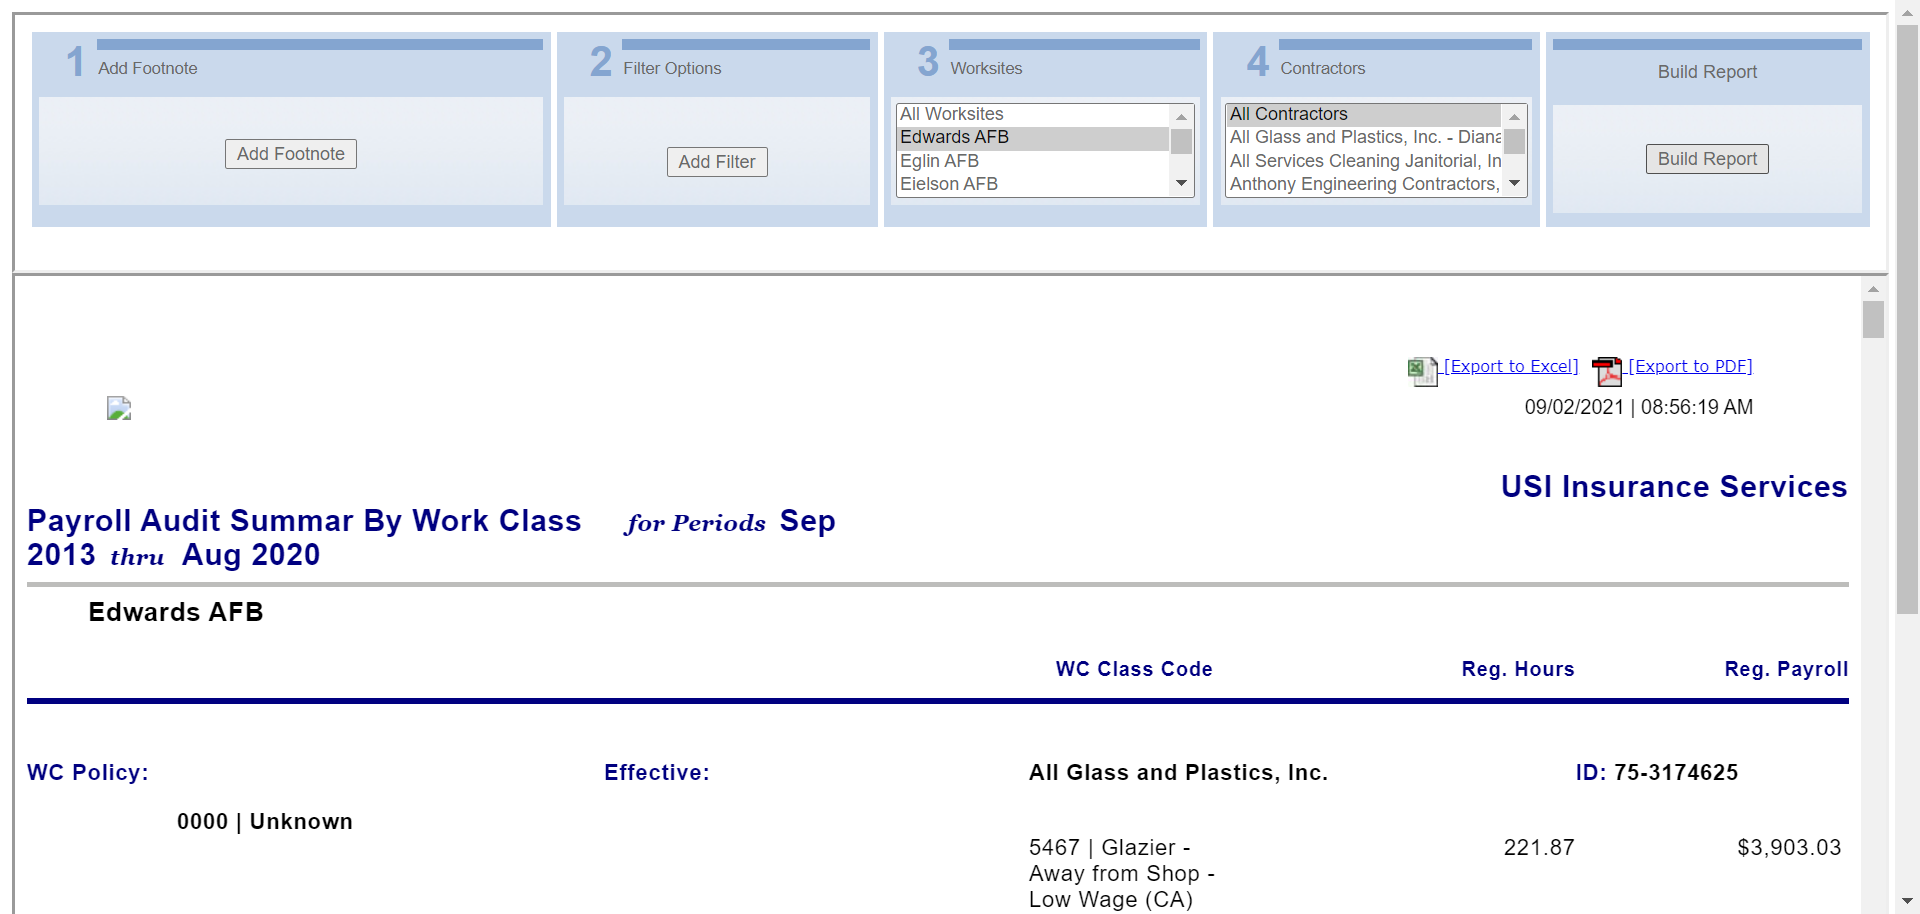 1 Add Footnote
Add Footnote
2 Filter Options
Add Filter
3 Worksites
All Worksites
Edwards AFB
Eglin AFB
Eielson AFB
4 Contractors
All Contractors
All Glass and Plastics, Inc. - Diana
All Services Cleaning Janitorial, In
Anthony Engineering Contractors,
Build Report
Build Report
[Export to Excel] [Export to PDF]
09/02/2021 | 08:56:19 AM
USI Insurance Services
Payroll Audit Summar By Work Class for Periods Sep
2013 thru Aug 2020
Edwards AFB
WC Class Code Reg. Hours Reg. Payroll
WC Policy: Effective: All Glass and Plastics, Inc. ID: 75-3174625
0000 | Unknown
5467 | Glazier - 221.87 $3,903.03
Away from Shop -
Low Wage (CA)